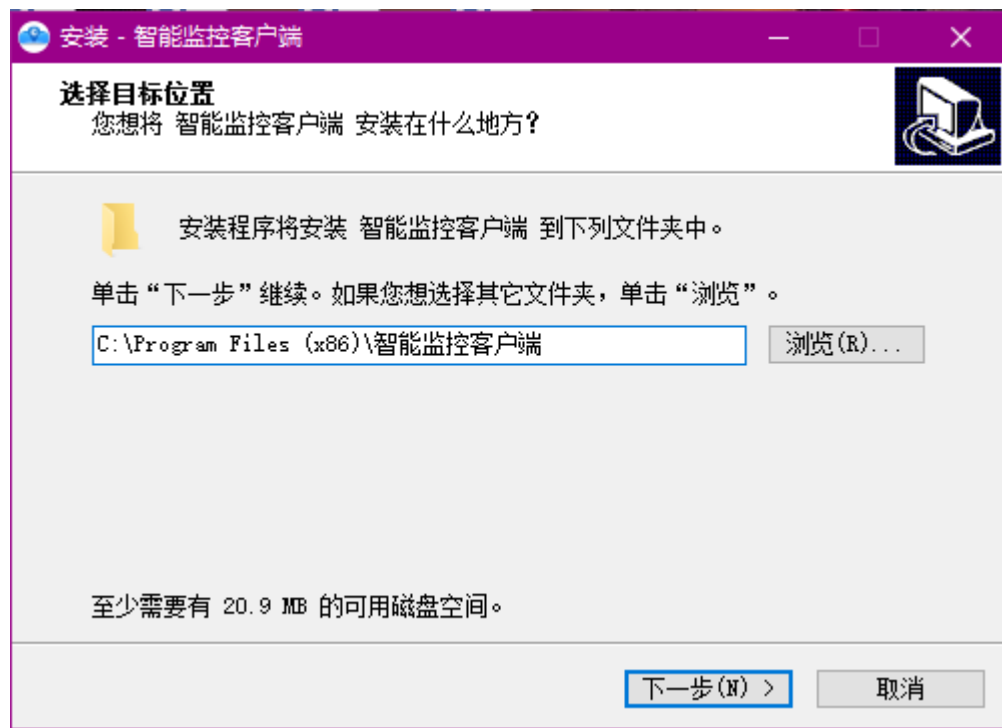 安装 - 智能监控客户端
选择目标位置
您想将 智能监控客户端 安装在什么地方?
安装程序将安装 智能监控客户端 到下列文件夹中。
单击“下一步”继续。如果您想选择其它文件夹，单击“浏览”。
C:\Program Files (x86)\智能监控客户端
浏览(R)...
至少需要有 20.9 MB 的可用磁盘空间。
下一步(N) >
取消